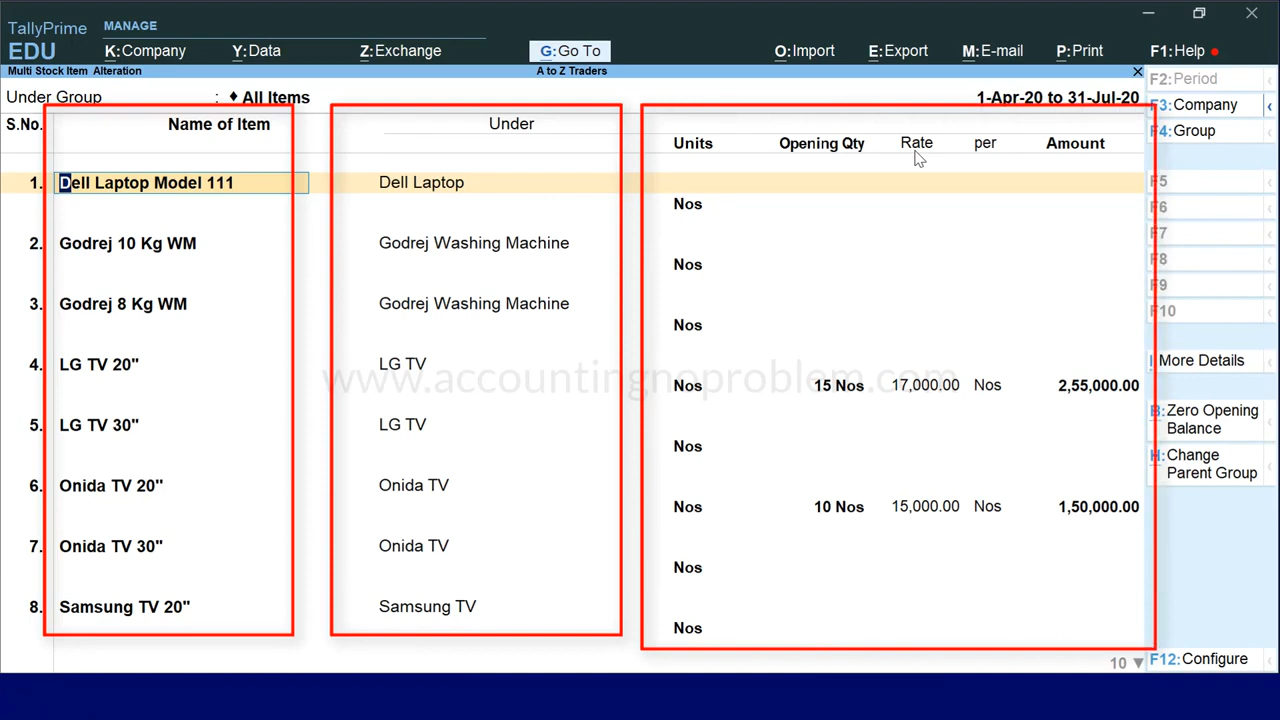 TallyPrime MANAGE
EDU K:Company Y:Data Z:Exchange G:Go To O:Import E:Export M:E-mail P:Print F1:Help
Multi Stock Item Alteration A to Z Traders
F2:Period
Under Group : ♦ All Items 1-Apr-20 to 31-Jul-20
F3:Company
S.No. Name of Item Under
F4:Group
Units Opening Qty Rate per Amount
1. Dell Laptop Model 111 Dell Laptop
F5
Nos
F6
F7
2. Godrej 10 Kg WM Godrej Washing Machine
F8
Nos
F9
3. Godrej 8 Kg WM Godrej Washing Machine
F10
Nos
4. LG TV 20" LG TV
I:More Details
www.accountingnoproblem.com
Nos 15 Nos 17,000.00 Nos 2,55,000.00
B:Zero Opening
Balance
5. LG TV 30" LG TV
Nos
H:Change
Parent Group
6. Onida TV 20" Onida TV
Nos 10 Nos 15,000.00 Nos 1,50,000.00
7. Onida TV 30" Onida TV
Nos
8. Samsung TV 20" Samsung TV
Nos
10 ▼
F12:Configure